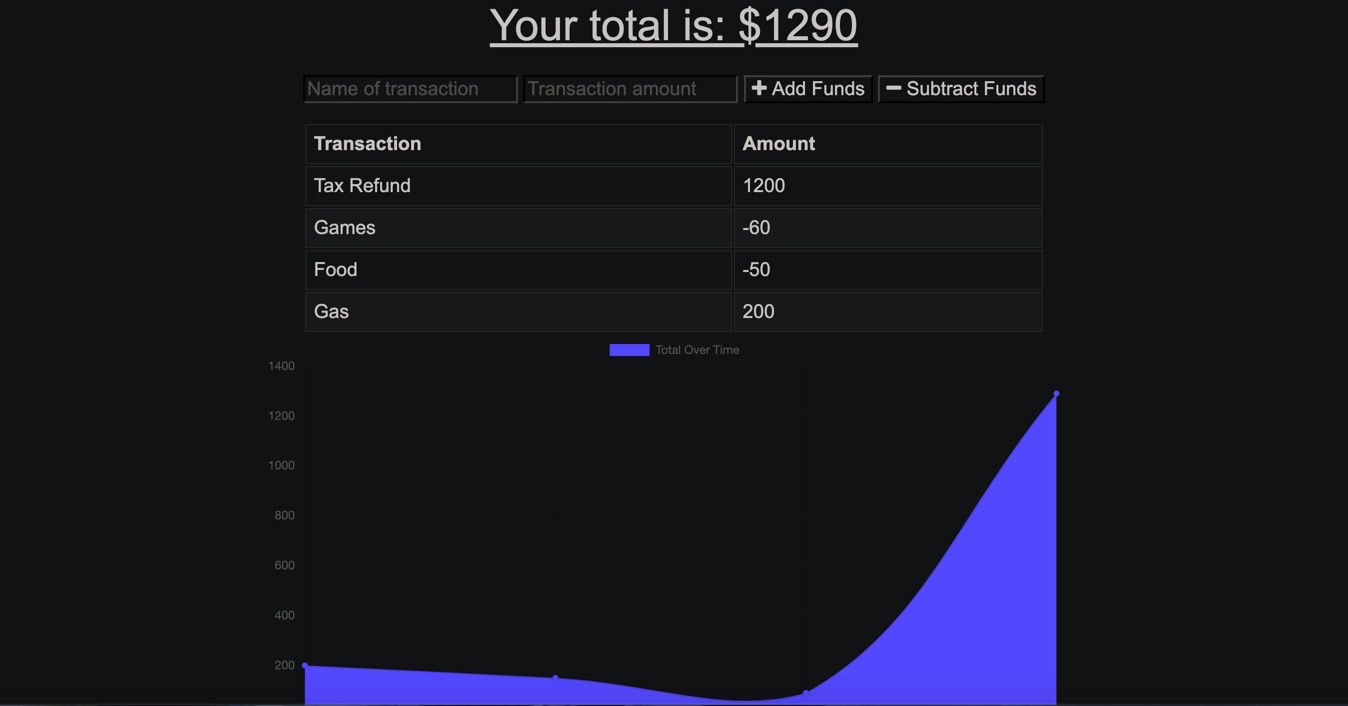 Your total is: $1290
Name of transaction Transaction amount + Add Funds − Subtract Funds
Transaction Amount
Tax Refund 1200
Games -60
Food -50
Gas 200
Total Over Time
1400
1200
1000
800
600
400
200